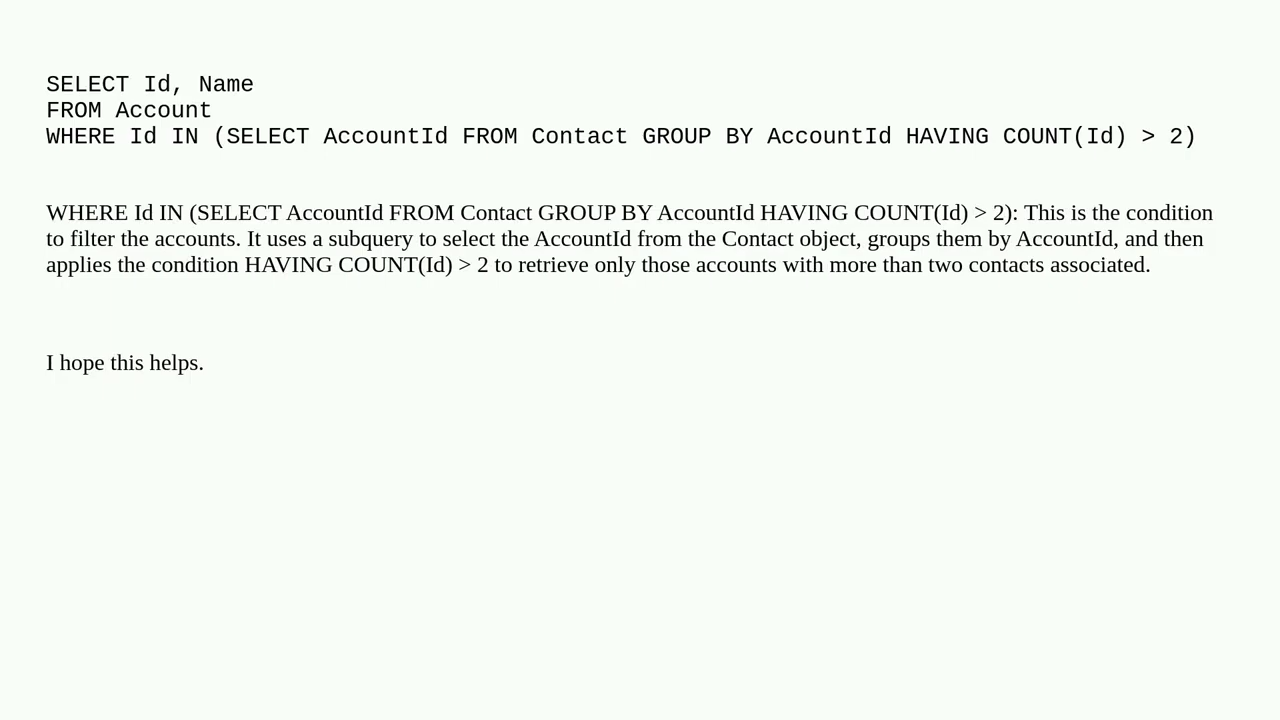 SELECT Id, Name
FROM Account
WHERE Id IN (SELECT AccountId FROM Contact GROUP BY AccountId HAVING COUNT(Id) > 2)
WHERE Id IN (SELECT AccountId FROM Contact GROUP BY AccountId HAVING COUNT(Id) > 2): This is the condition
to filter the accounts. It uses a subquery to select the AccountId from the Contact object, groups them by AccountId, and then
applies the condition HAVING COUNT(Id) > 2 to retrieve only those accounts with more than two contacts associated.
I hope this helps.